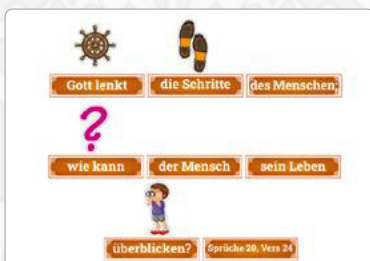 Gott lenkt die Schritte des Menschen;
?
wie kann der Mensch sein Leben
überblicken? Sprüche 20, Vers 24